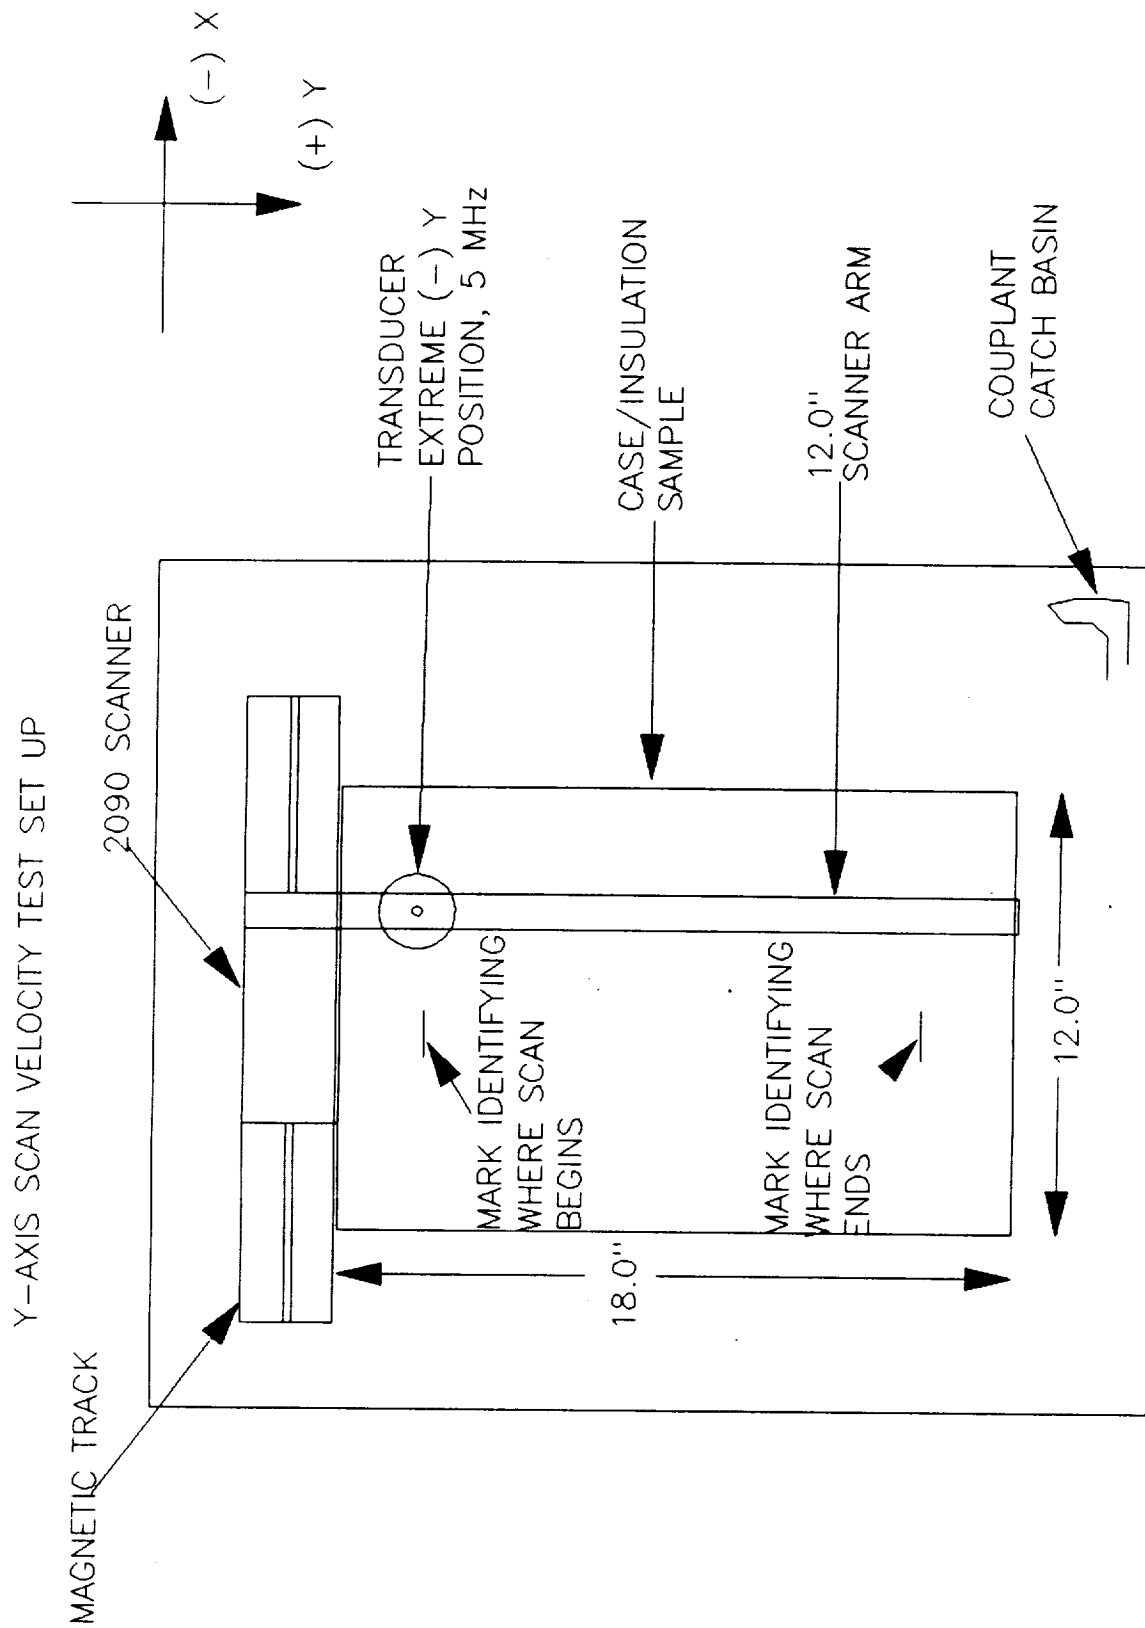 Y-AXIS SCAN VELOCITY TEST SET UP
MAGNETIC TRACK
2090 SCANNER
(-) X
(+) Y
TRANSDUCER
EXTREME (-) Y
POSITION, 5 MHz
MARK IDENTIFYING
WHERE SCAN
BEGINS
18.0"
CASE/INSULATION
SAMPLE
MARK IDENTIFYING
WHERE SCAN
ENDS
12.0"
SCANNER ARM
12.0"
COUPLANT
CATCH BASIN